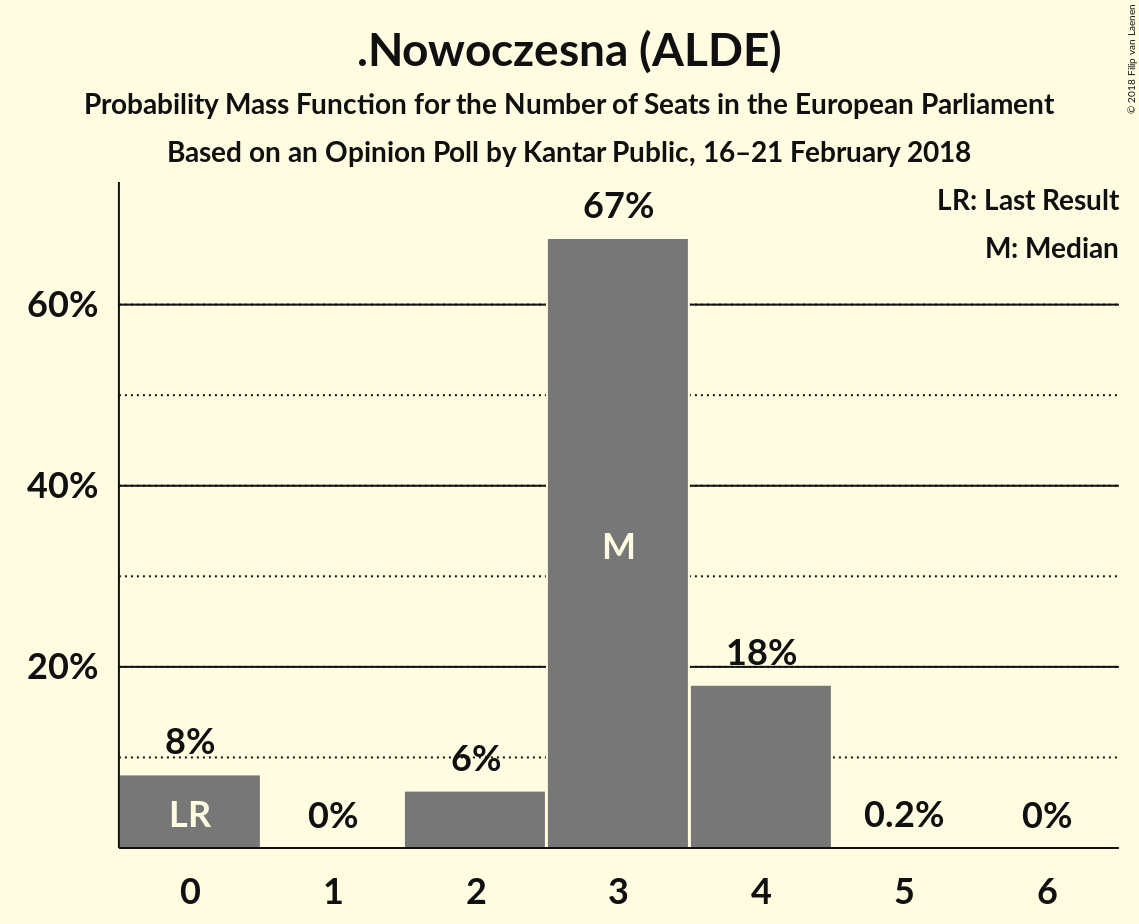 .Nowoczesna (ALDE)
Probability Mass Function for the Number of Seats in the European Parliament
Based on an Opinion Poll by Kantar Public, 16–21 February 2018
© 2018 Filip van Laenen
LR: Last Result
M: Median
67%
60%
40%
M
20%
18%
8%
6%
LR
0%
0.2%
0%
0 1 2 3 4 5 6